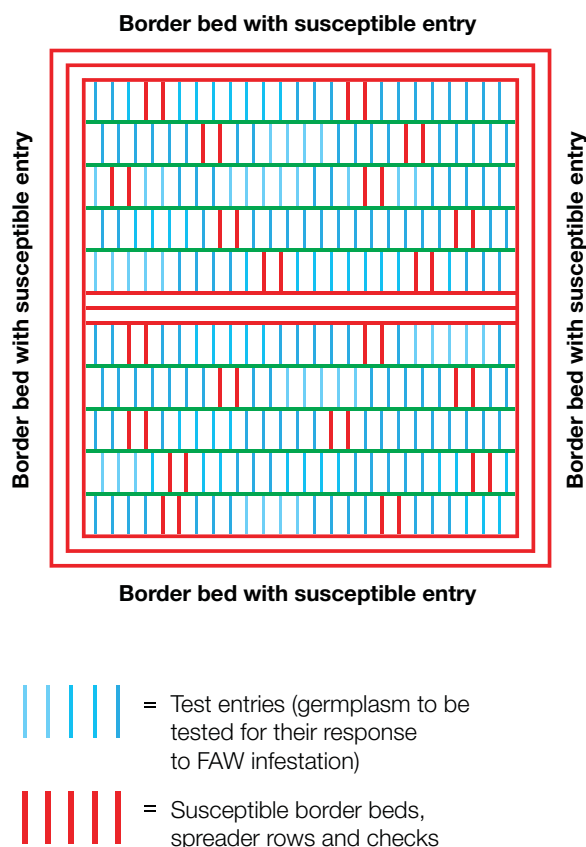 Border bed with susceptible entry
Border bed with susceptible entry
Border bed with susceptible entry
Border bed with susceptible entry
= Test entries (germplasm to be
tested for their response
to FAW infestation)
= Susceptible border beds,
spreader rows and checks